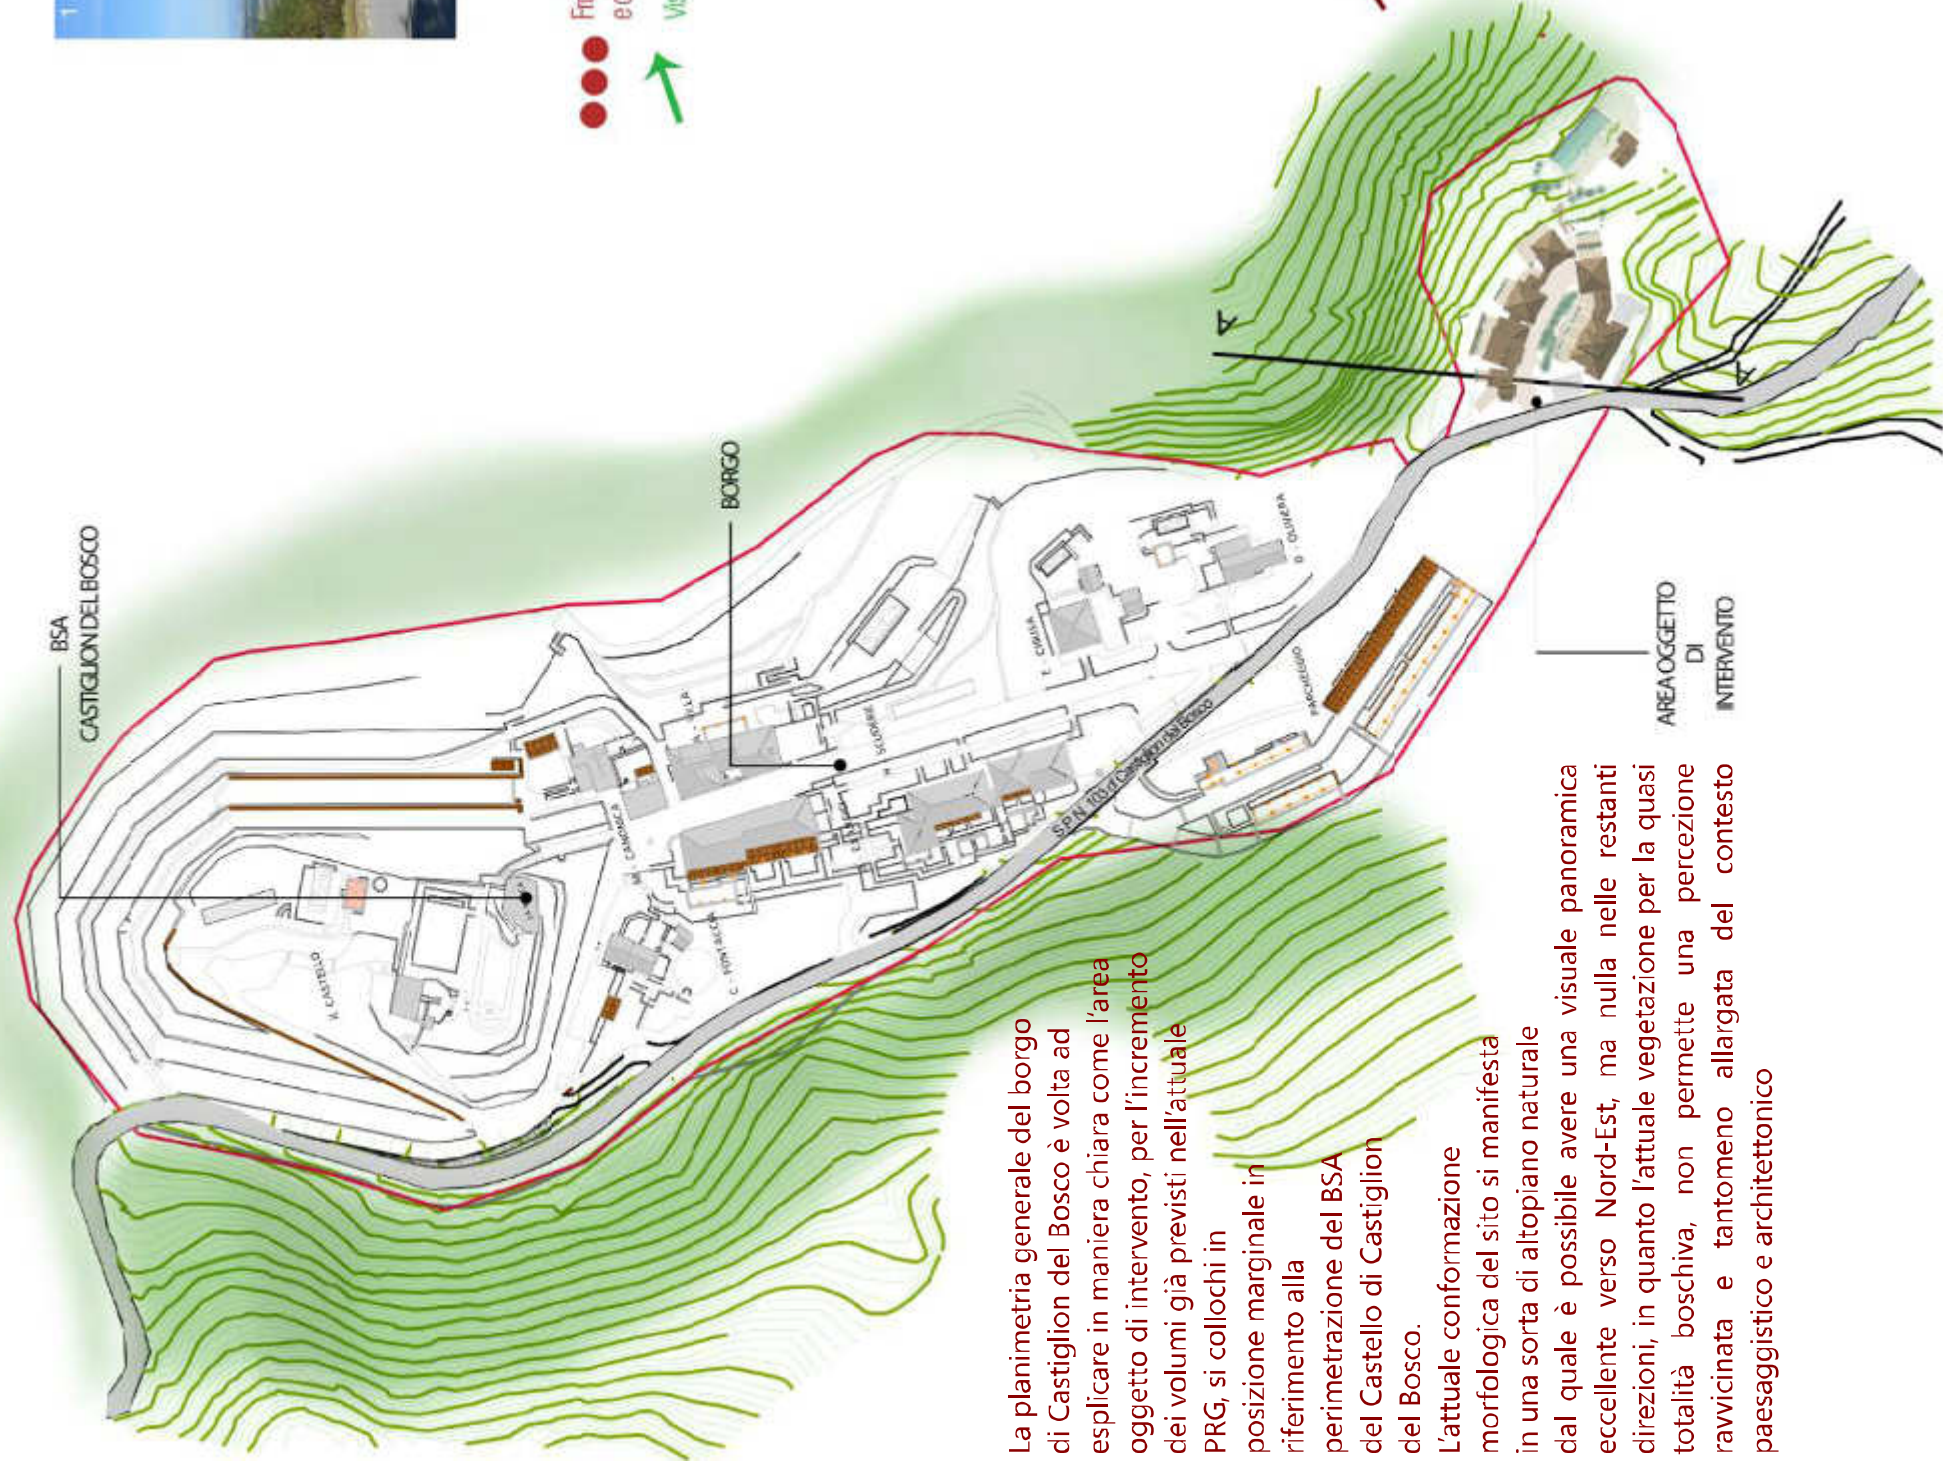 1
BSA
CASTIGLION DEL BOSCO
BORGO
AREA OGGETTO
DI
INTERVENTO
H. CASTELLO
C - FONTACCIA
VILLA
SCUDERIE
PARCHEGGIO
S.P.N. 103 di Castiglion del Bosco
A
A
La planimetria generale del borgo
di Castiglion del Bosco è volta ad
esplicare in maniera chiara come l'area
oggetto di intervento, per l'incremento
dei volumi già previsti nell'attuale
PRG, si collochi in
posizione marginale in
riferimento alla
perimetrazione del BSA
del Castello di Castiglion
del Bosco.
L'attuale conformazione
morfologica del sito si manifesta
in una sorta di altopiano naturale
dal quale è possibile avere una visuale panoramica
eccellente verso Nord-Est, ma nulla nelle restanti
direzioni, in quanto l'attuale vegetazione per la quasi
totalità boschiva, non permette una percezione
ravvicinata e tantomeno allargata del contesto
paesaggistico e architettonico